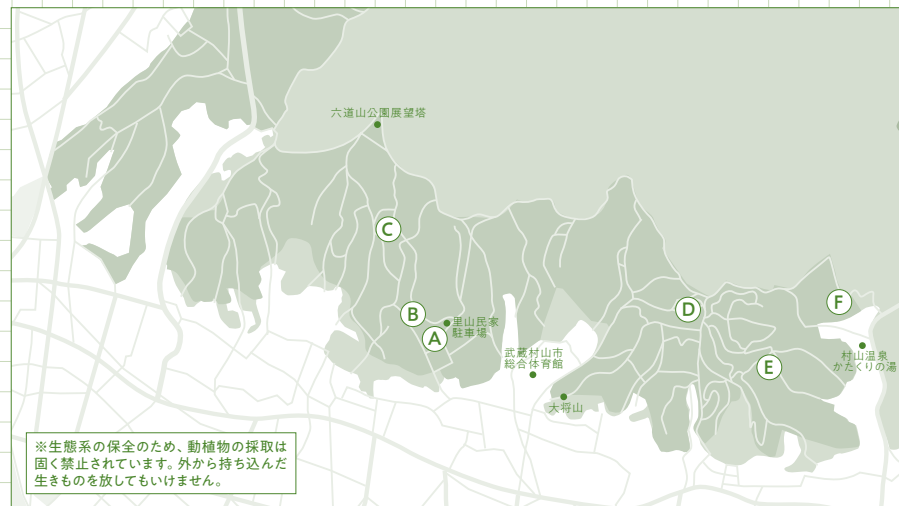 六道山公園展望塔
C
B
A
里山民家
駐車場
D
F
E
武蔵村山市
総合体育館
村山温泉
かたくりの湯
大将山
※生態系の保全のため、動植物の採取は
固く禁止されています。外から持ち込んだ
生きものを放してもいけません。